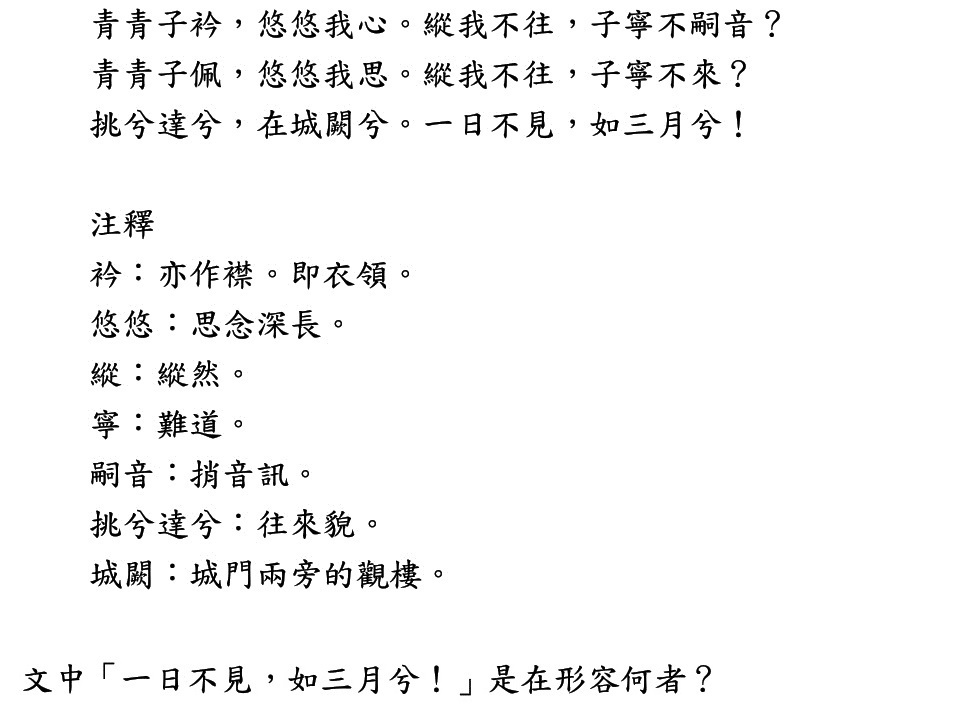 青青子衿，悠悠我心。縱我不往，子寧不嗣音？
青青子佩，悠悠我思。縱我不往，子寧不來？
挑兮達兮，在城闕兮。一日不見，如三月兮！
注釋
衿：亦作襟。即衣領。
悠悠：思念深長。
縱：縱然。
寧：難道。
嗣音：捎音訊。
挑兮達兮：往來貌。
城闕：城門兩旁的觀樓。
文中「一日不見，如三月兮！」是在形容何者？